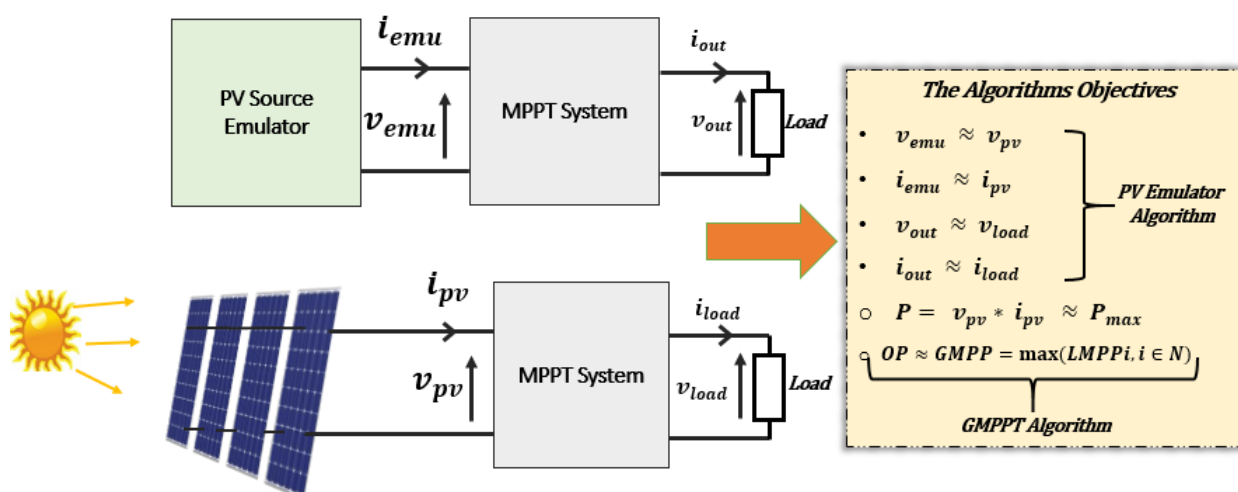 i_emu
PV Source
Emulator
v_emu
MPPT System
i_out
v_out
Load
i_pv
v_pv
MPPT System
i_load
v_load
Load
The Algorithms Objectives
• v_emu ≈ v_pv
• i_emu ≈ i_pv
• v_out ≈ v_load
• i_out ≈ i_load
PV Emulator
Algorithm
○ P = v_pv * i_pv ≈ P_max
○ OP ≈ GMPP = max(LMPPi, i ∈ N)
GMPPT Algorithm